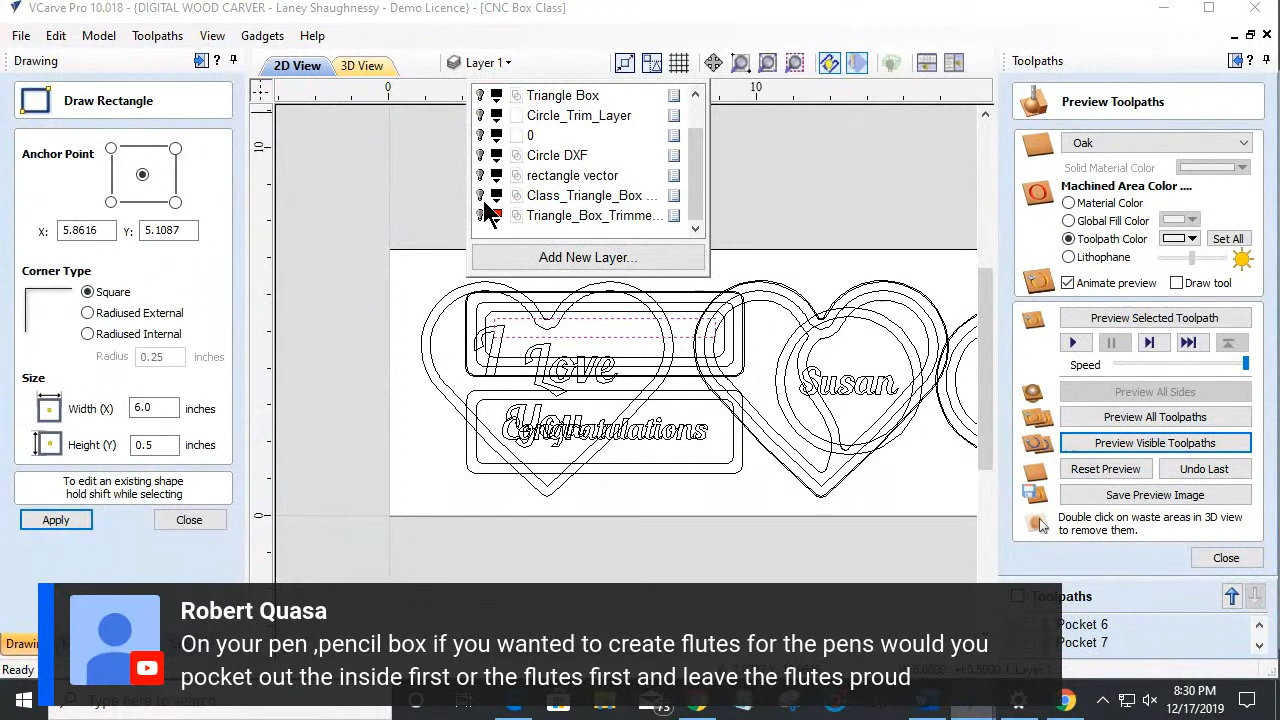 VCarve Pro 10.018 - {DIGITAL WOOD CARVER - Laney Shaughnessy - Demo Licence} - [CNC Box Class]
File Edit Model Toolpaths View Gadgets Help
Drawing
Draw Rectangle
Anchor Point
X: 5.8616 Y: 5.1087
Corner Type
Square
Radiused External
Radiused Internal
Radius 0.25 inches
Size
Width (X) 6.0 inches
Height (Y) 0.5 inches
To edit an existing shape
hold shift while selecting
Apply Close
2D View 3D View Layer 1
0 10
10
0
Triangle Box
Circle_Trim_Layer
0
Circle DXF
rectangle vector
Class_Triangle_Box ...
Triangle_Box_Trimme...
Add New Layer...
I
Love
You
Congratulations
Susan
Toolpaths
Preview Toolpaths
Oak
Solid Material Color
Machined Area Color ....
Material Color
Global Fill Color
Toolpath Color Set All
Lithophane
Animate preview Draw tool
Preview Selected Toolpath
Speed
Preview All Sides
Preview All Toolpaths
Preview Visible Toolpaths
Reset Preview Undo Last
Save Preview Image
Double click on waste areas in 3D view
to remove them.
Close
Toolpaths
Pocket 6
Pocket 7
Robert Quasa
On your pen ,pencil box if you wanted to create flutes for the pens would you
pocket out the inside first or the flutes first and leave the flutes proud
Type here to search
8:30 PM
12/17/2019